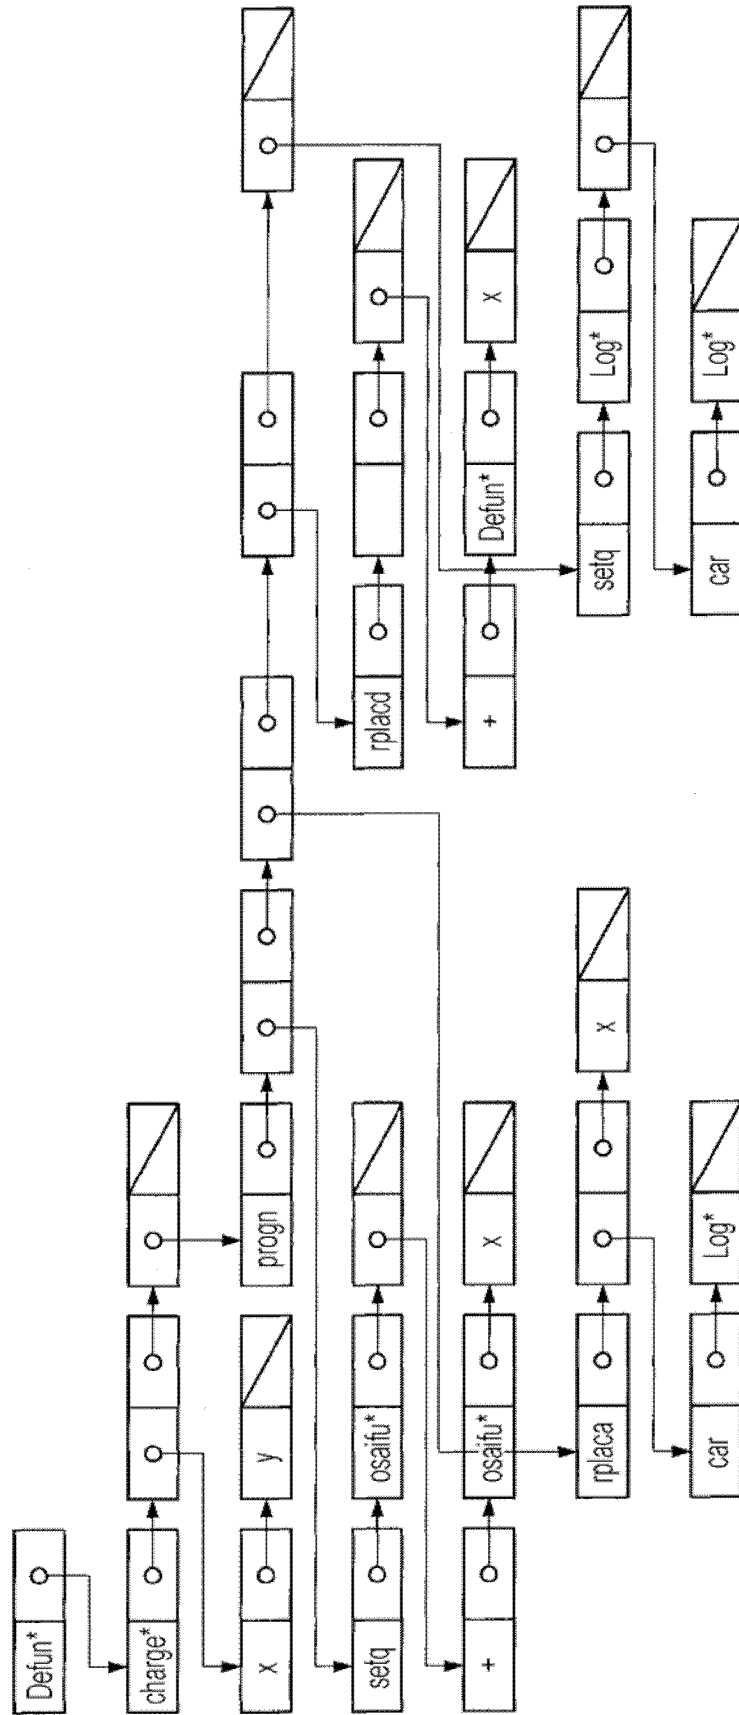 Defun*
charge*
x y
progn
setq osaifu*
rplacd
+ osaifu* x
+ Defun* x
rplaca x
setq Log*
car Log*
car Log*